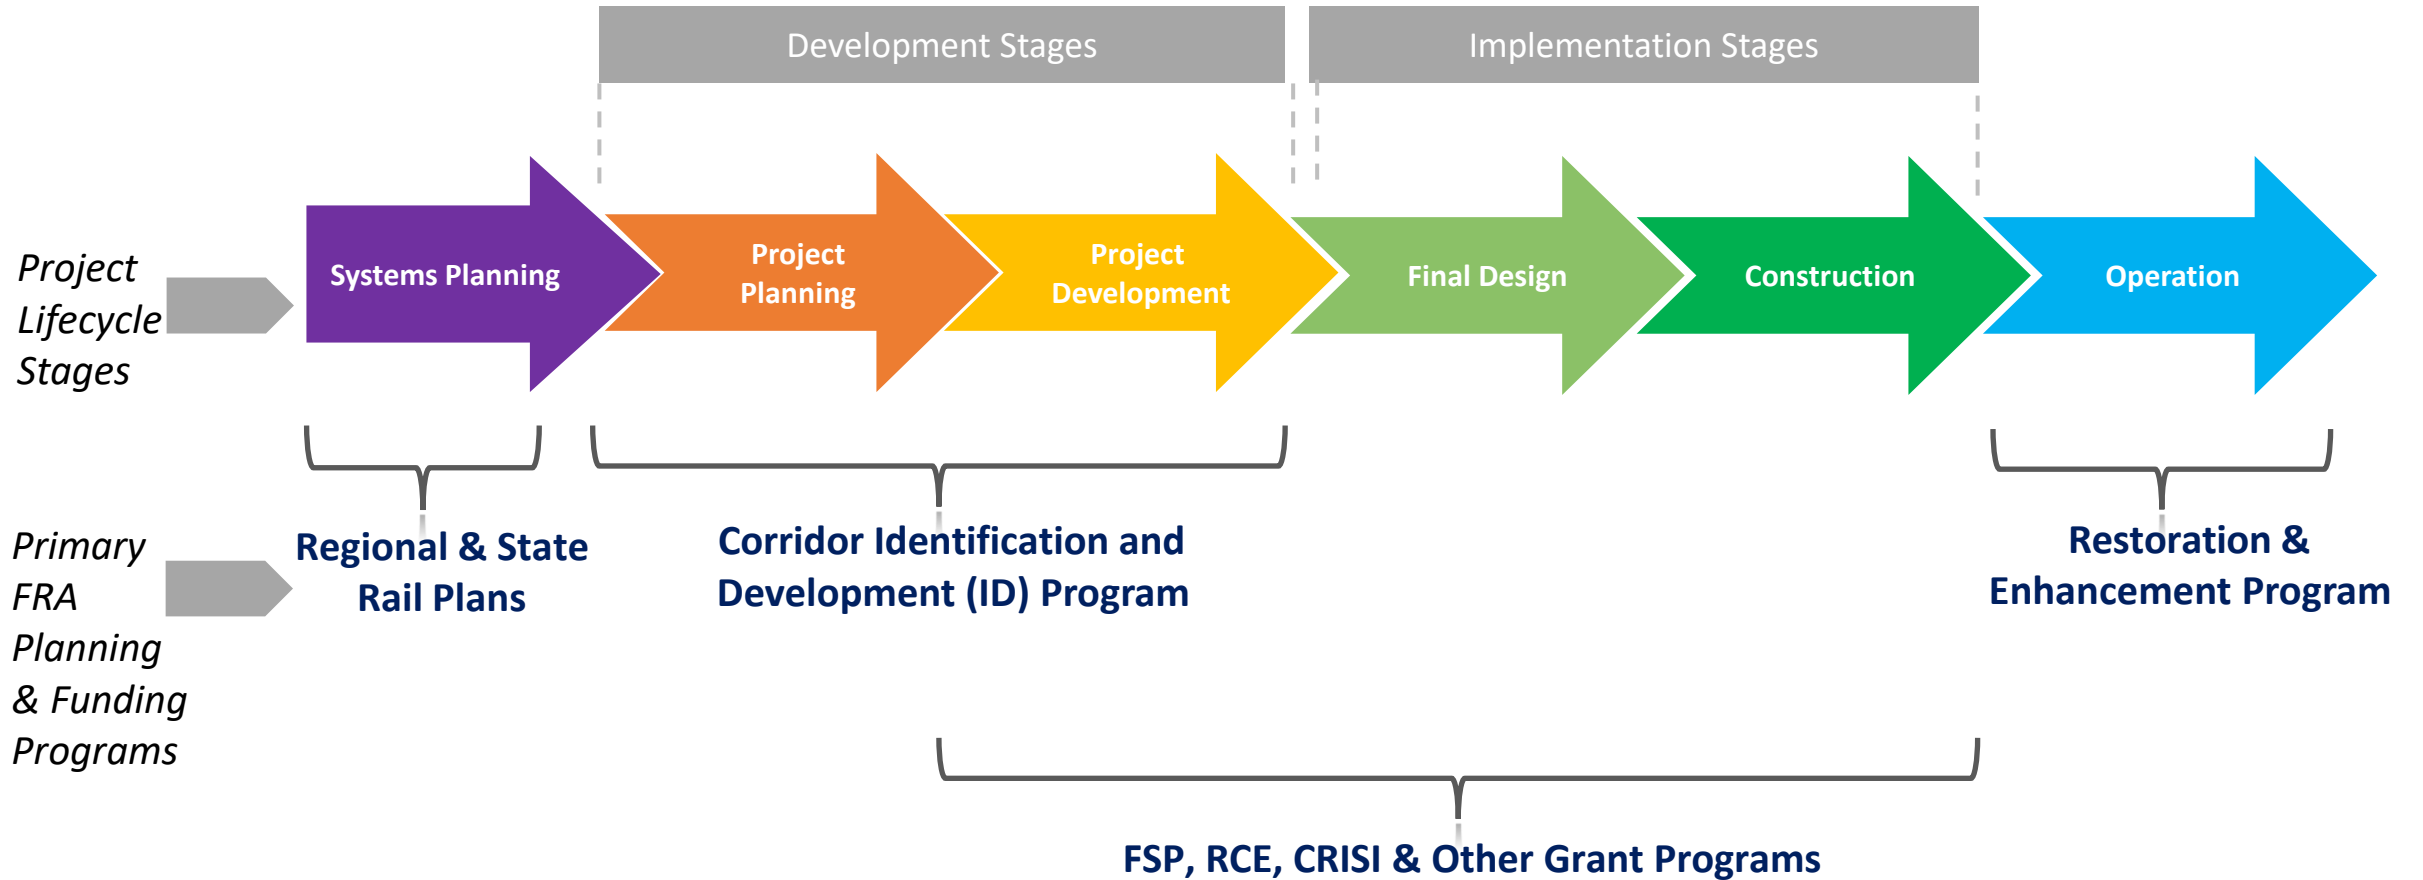 Development Stages
Implementation Stages
Project
Lifecycle
Stages
Systems Planning
Project
Planning
Project
Development
Final Design
Construction
Operation
Primary
FRA
Planning
& Funding
Programs
Regional & State
Rail Plans
Corridor Identification and
Development (ID) Program
Restoration &
Enhancement Program
FSP, RCE, CRISI & Other Grant Programs